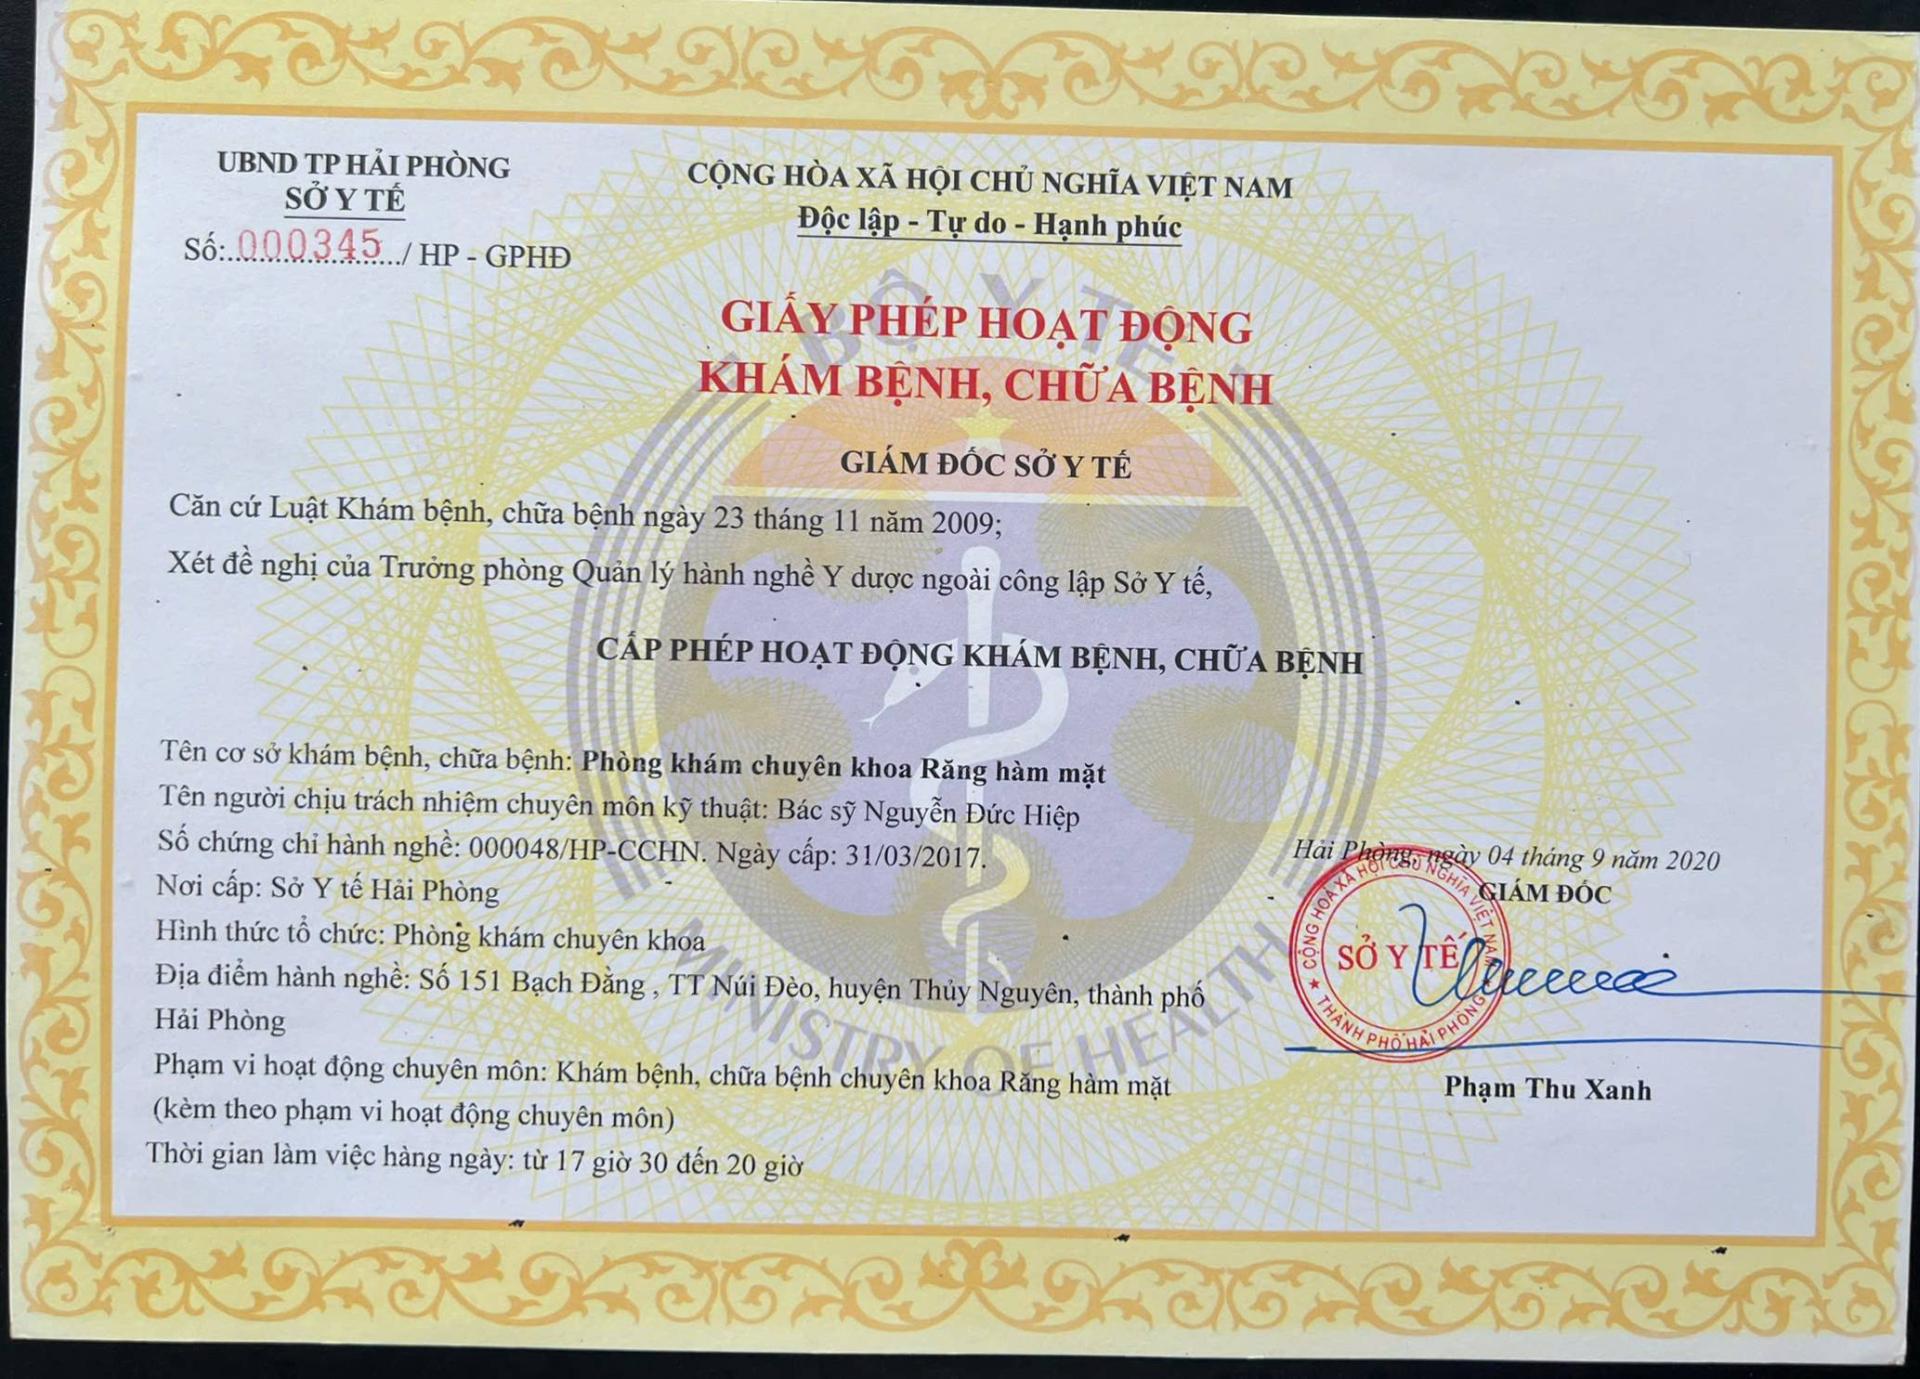 UBND TP HẢI PHÒNG
SỞ Y TẾ
Số:...000345.../ HP - GPHĐ
CỘNG HÒA XÃ HỘI CHỦ NGHĨA VIỆT NAM
Độc lập - Tự do - Hạnh phúc
BỘ Y TẾ
GIẤY PHÉP HOẠT ĐỘNG
KHÁM BỆNH, CHỮA BỆNH
GIÁM ĐỐC SỞ Y TẾ
Căn cứ Luật Khám bệnh, chữa bệnh ngày 23 tháng 11 năm 2009;
Xét đề nghị của Trưởng phòng Quản lý hành nghề Y dược ngoài công lập Sở Y tế,
CẤP PHÉP HOẠT ĐỘNG KHÁM BỆNH, CHỮA BỆNH
Tên cơ sở khám bệnh, chữa bệnh: Phòng khám chuyên khoa Răng hàm mặt
Tên người chịu trách nhiệm chuyên môn kỹ thuật: Bác sỹ Nguyễn Đức Hiệp
Số chứng chỉ hành nghề: 000048/HP-CCHN. Ngày cấp: 31/03/2017.
Nơi cấp: Sở Y tế Hải Phòng
Hình thức tổ chức: Phòng khám chuyên khoa
Địa điểm hành nghề: Số 151 Bạch Đằng , TT Núi Đèo, huyện Thủy Nguyên, thành phố
Hải Phòng
Phạm vi hoạt động chuyên môn: Khám bệnh, chữa bệnh chuyên khoa Răng hàm mặt
(kèm theo phạm vi hoạt động chuyên môn)
Thời gian làm việc hàng ngày: từ 17 giờ 30 đến 20 giờ
MINISTRY OF HEALTH
Hải Phòng, ngày 04 tháng 9 năm 2020
GIÁM ĐỐC
CỘNG HÒA XÃ HỘI CHỦ NGHĨA VIỆT NAM
SỞ Y TẾ
★ THÀNH PHỐ HẢI PHÒNG
Phạm Thu Xanh